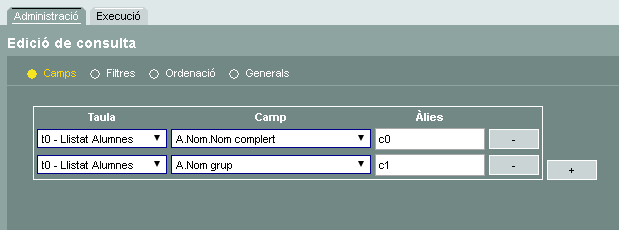 Administració Execució
Edició de consulta
Camps Filtres Ordenació Generals
Taula Camp Àlies
t0 - Llistat Alumnes A.Nom.Nom complert c0 -
t0 - Llistat Alumnes A.Nom grup c1 - +